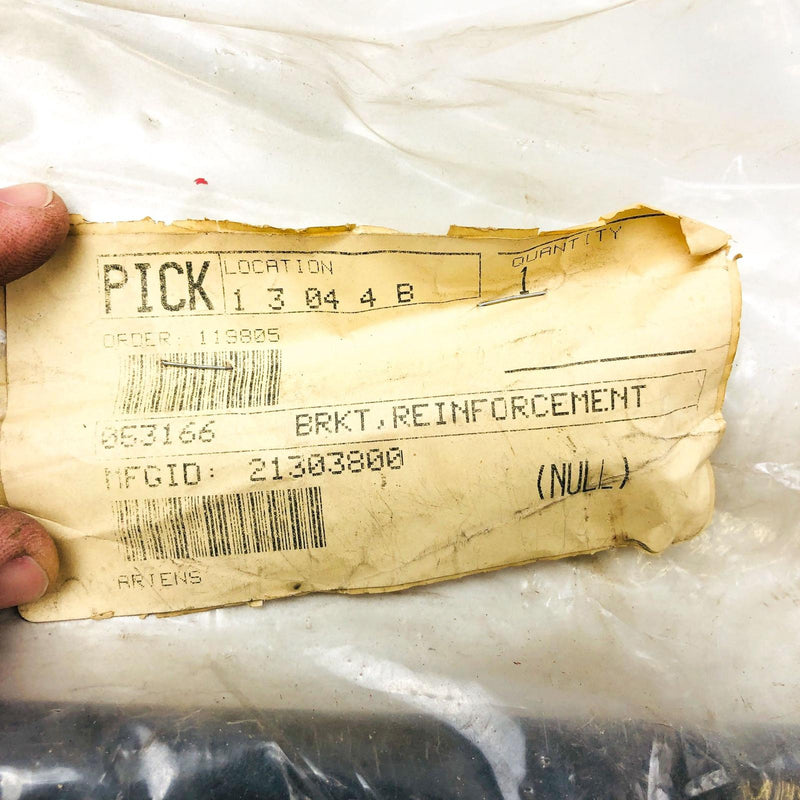 PICK
LOCATION
1 3 04 4 B
QUANTITY
1
ORDER: 119805
053166 BRKT, REINFORCEMENT
MFGID: 21303800
(NULL)
ARIENS